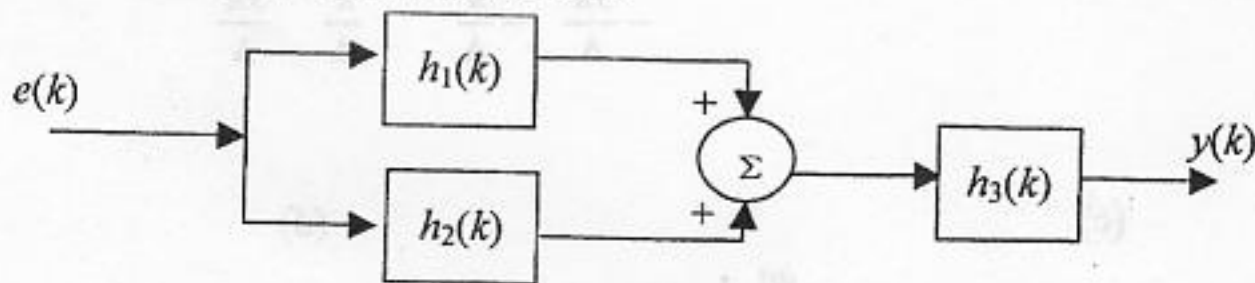 h₁(k)
e(k)
+
Σ
y(k)
h₃(k)
+
h₂(k)